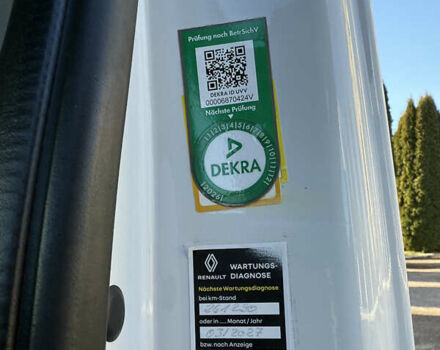 Prüfung nach BetrSichV
DEKRA ID UVV
00006870424V
Nächste Prüfung
1|2|3|4|5|6|7|8|9|10|11|12|
DEKRA
2026
RENAULT
WARTUNGS-
DIAGNOSE
Nächste Wartungsdiagnose
bei km-Stand
oder in .... Monat / Jahr
03/2027
bzw. nach Anzeige